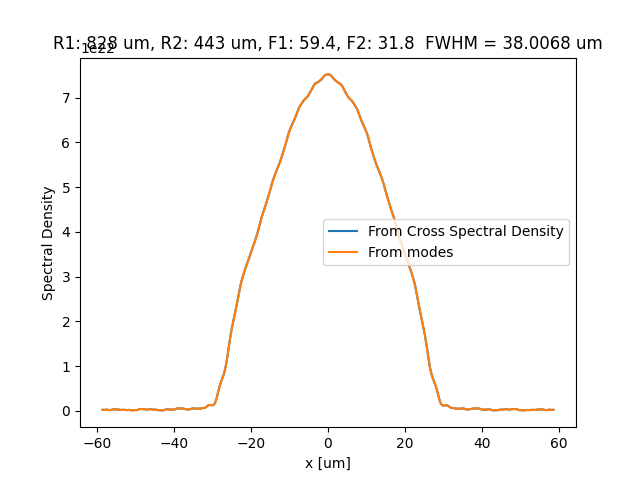 R1: 828 um, R2: 443 um, F1: 59.4, F2: 31.8  FWHM = 38.0068 um
1e22
7
6
5
4
3
2
1
0
Spectral Density
From Cross Spectral Density
From modes
−60 −40 −20 0 20 40 60
x [um]